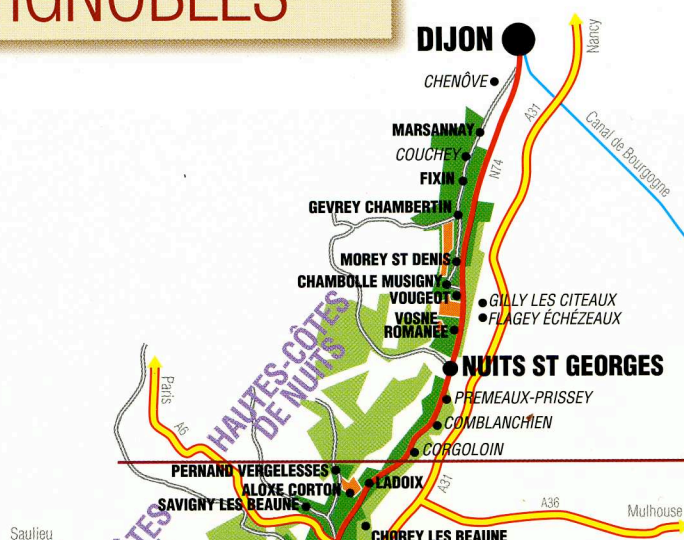 IGNOBLES
DIJON
Nancy
CHENÔVE
A31
Canal de Bourgogne
MARSANNAY
COUCHEY
N74
FIXIN
GEVREY CHAMBERTIN
MOREY ST DENIS
CHAMBOLLE MUSIGNY
VOUGEOT
GILLY LES CITEAUX
FLAGEY ÉCHÉZEAUX
VOSNE
ROMANÉE
HAUTES-CÔTES
DE NUITS
NUITS ST GEORGES
Paris
A6
PREMEAUX-PRISSEY
COMBLANCHIEN
CORGOLOIN
PERNAND VERGELESSES
ALOXE CORTON
LADOIX
A31
SAVIGNY LES BEAUNE
A36
Mulhouse
TES
Saulieu
CHOREY LES BEAUNE